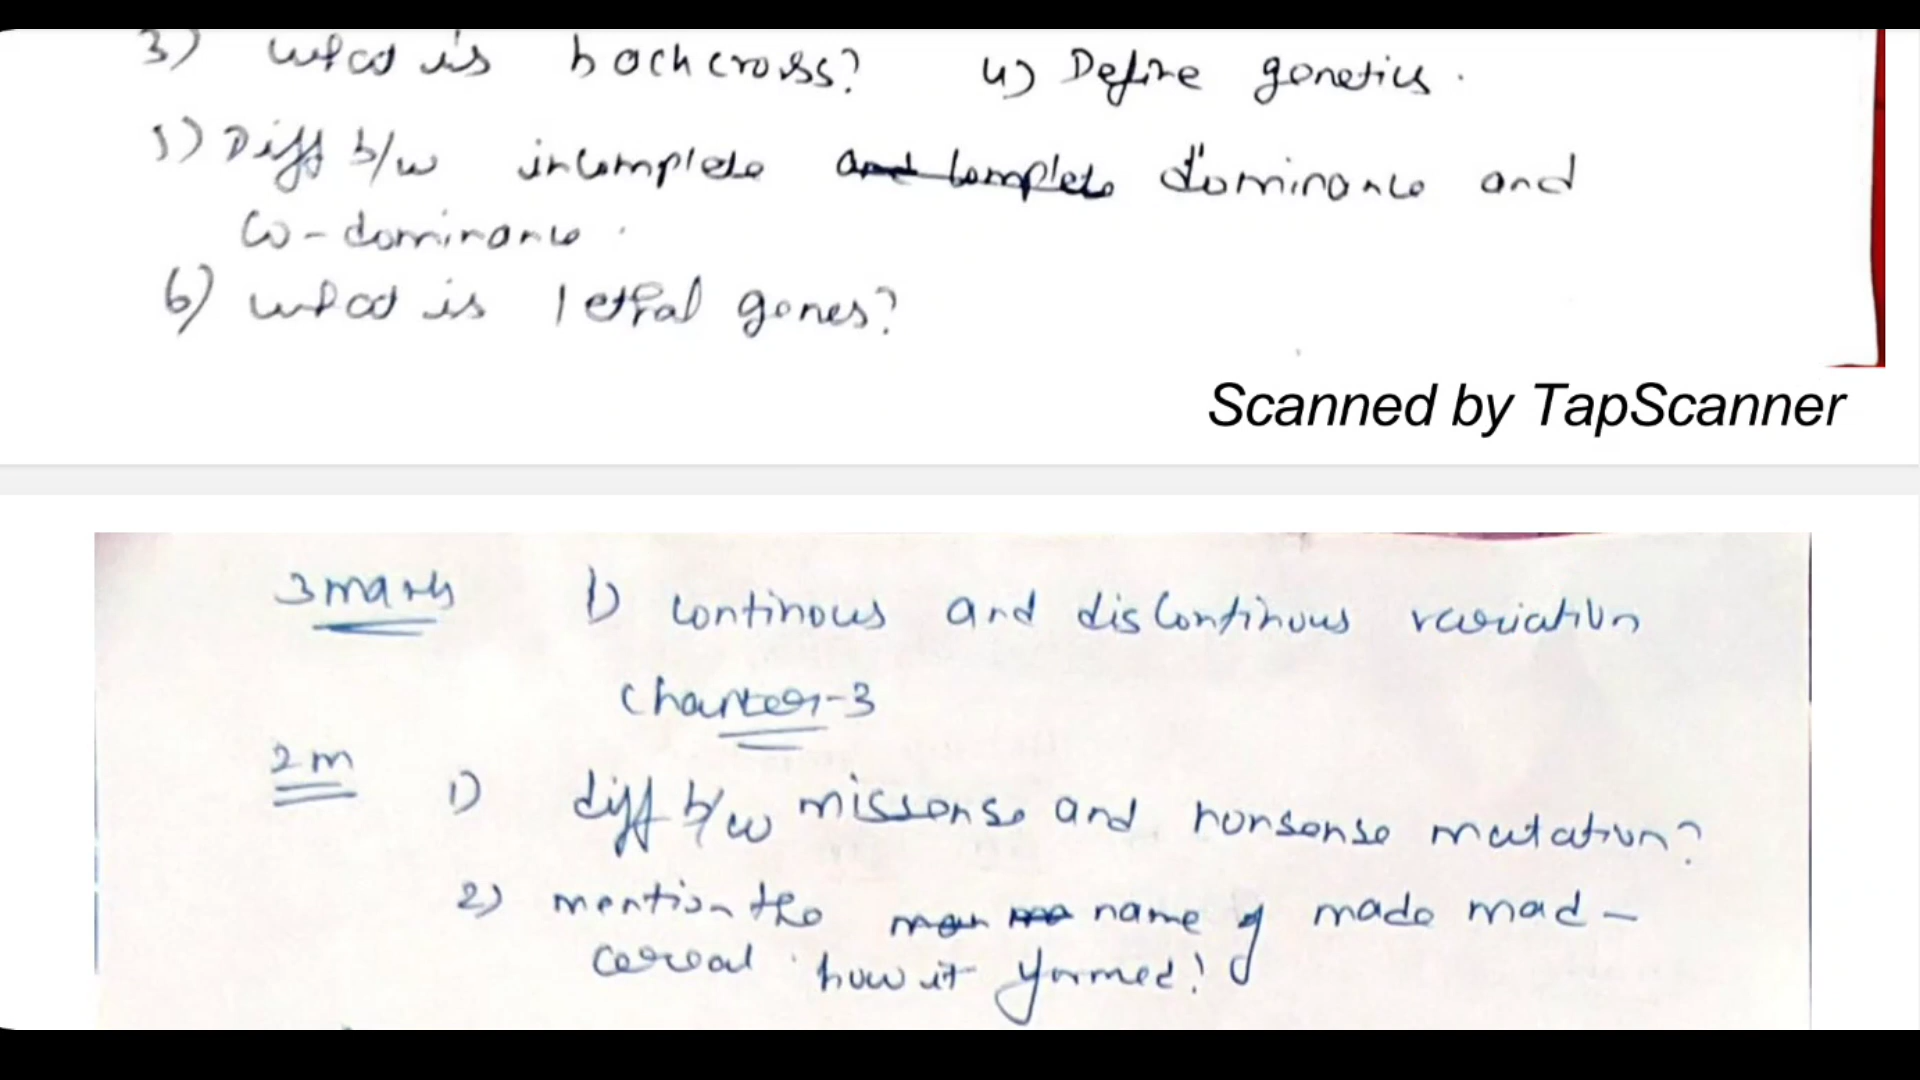 3) what is backcross? 4) Define genetics.
5) Diff b/w incomplete and complete dominance and
co-dominance.
6) what is lethal genes?
Scanned by TapScanner
3 marks 1) continous and discontinous variation
Chapter-3
2m 1) diff b/w missense and nonsense mutation?
2) mention the name of made mad-
cereal how it formed?